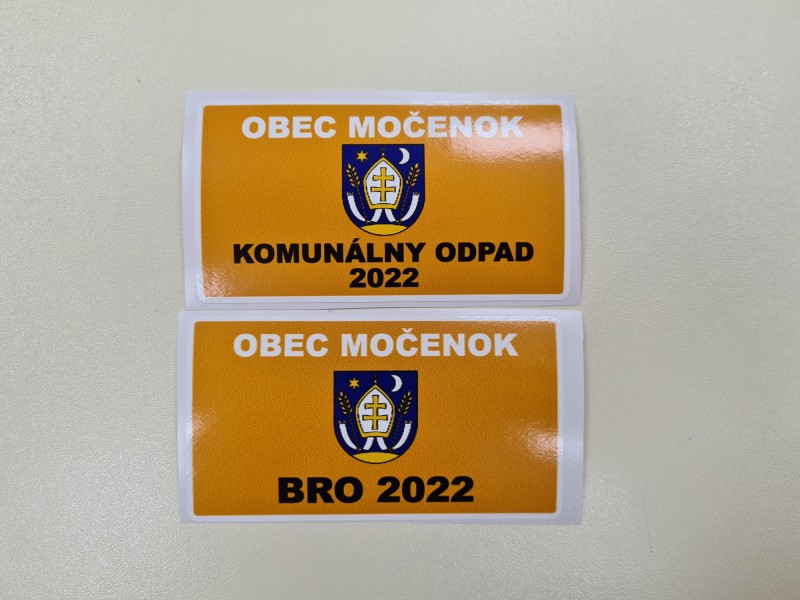 OBEC MOČENOK
KOMUNÁLNY ODPAD
2022
OBEC MOČENOK
BRO 2022